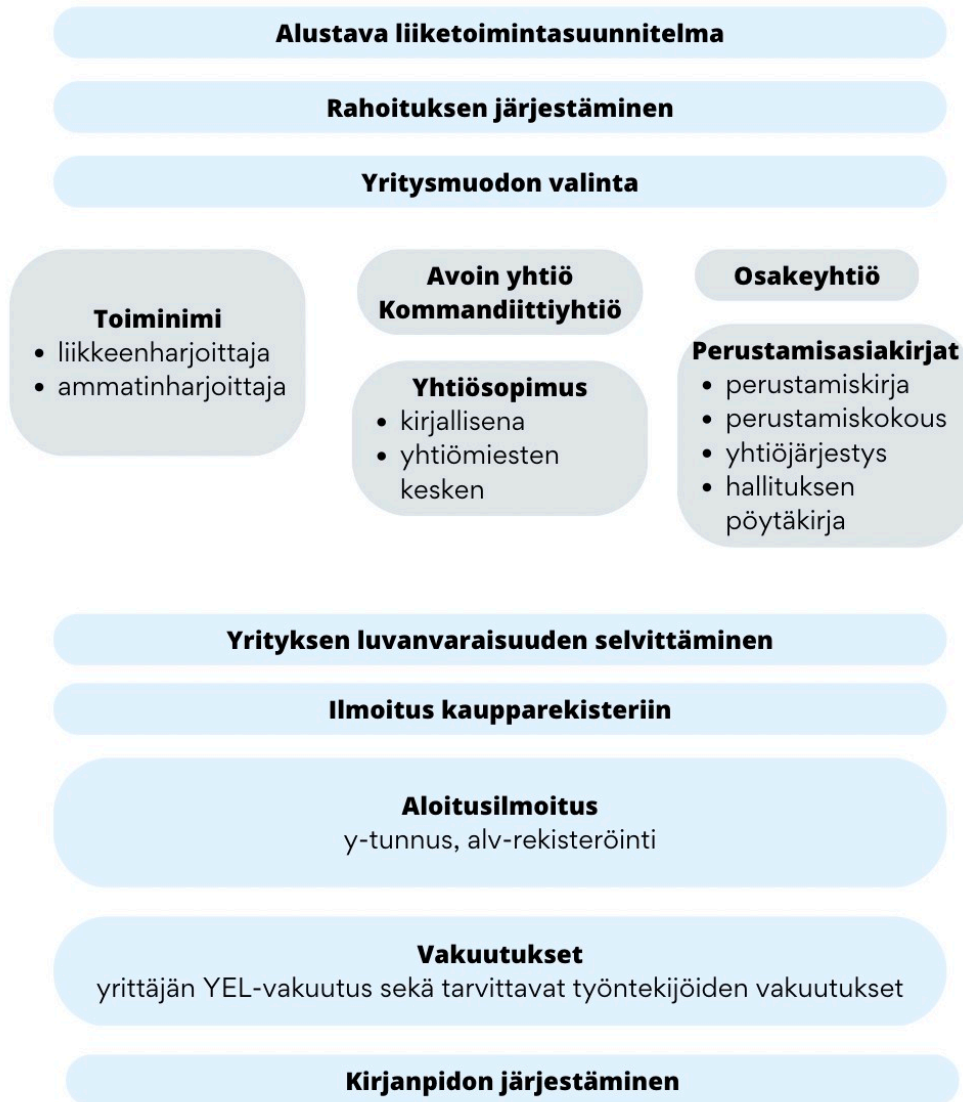 Alustava liiketoimintasuunnitelma
Rahoituksen järjestäminen
Yritysmuodon valinta
Toiminimi
• liikkeenharjoittaja
• ammatinharjoittaja
Avoin yhtiö
Kommandiittiyhtiö
Yhtiösopimus
• kirjallisena
• yhtiömiesten
kesken
Osakeyhtiö
Perustamisasiakirjat
• perustamiskirja
• perustamiskokous
• yhtiöjärjestys
• hallituksen
pöytäkirja
Yrityksen luvanvaraisuuden selvittäminen
Ilmoitus kaupparekisteriin
Aloitusilmoitus
y-tunnus, alv-rekisteröinti
Vakuutukset
yrittäjän YEL-vakuutus sekä tarvittavat työntekijöiden vakuutukset
Kirjanpidon järjestäminen